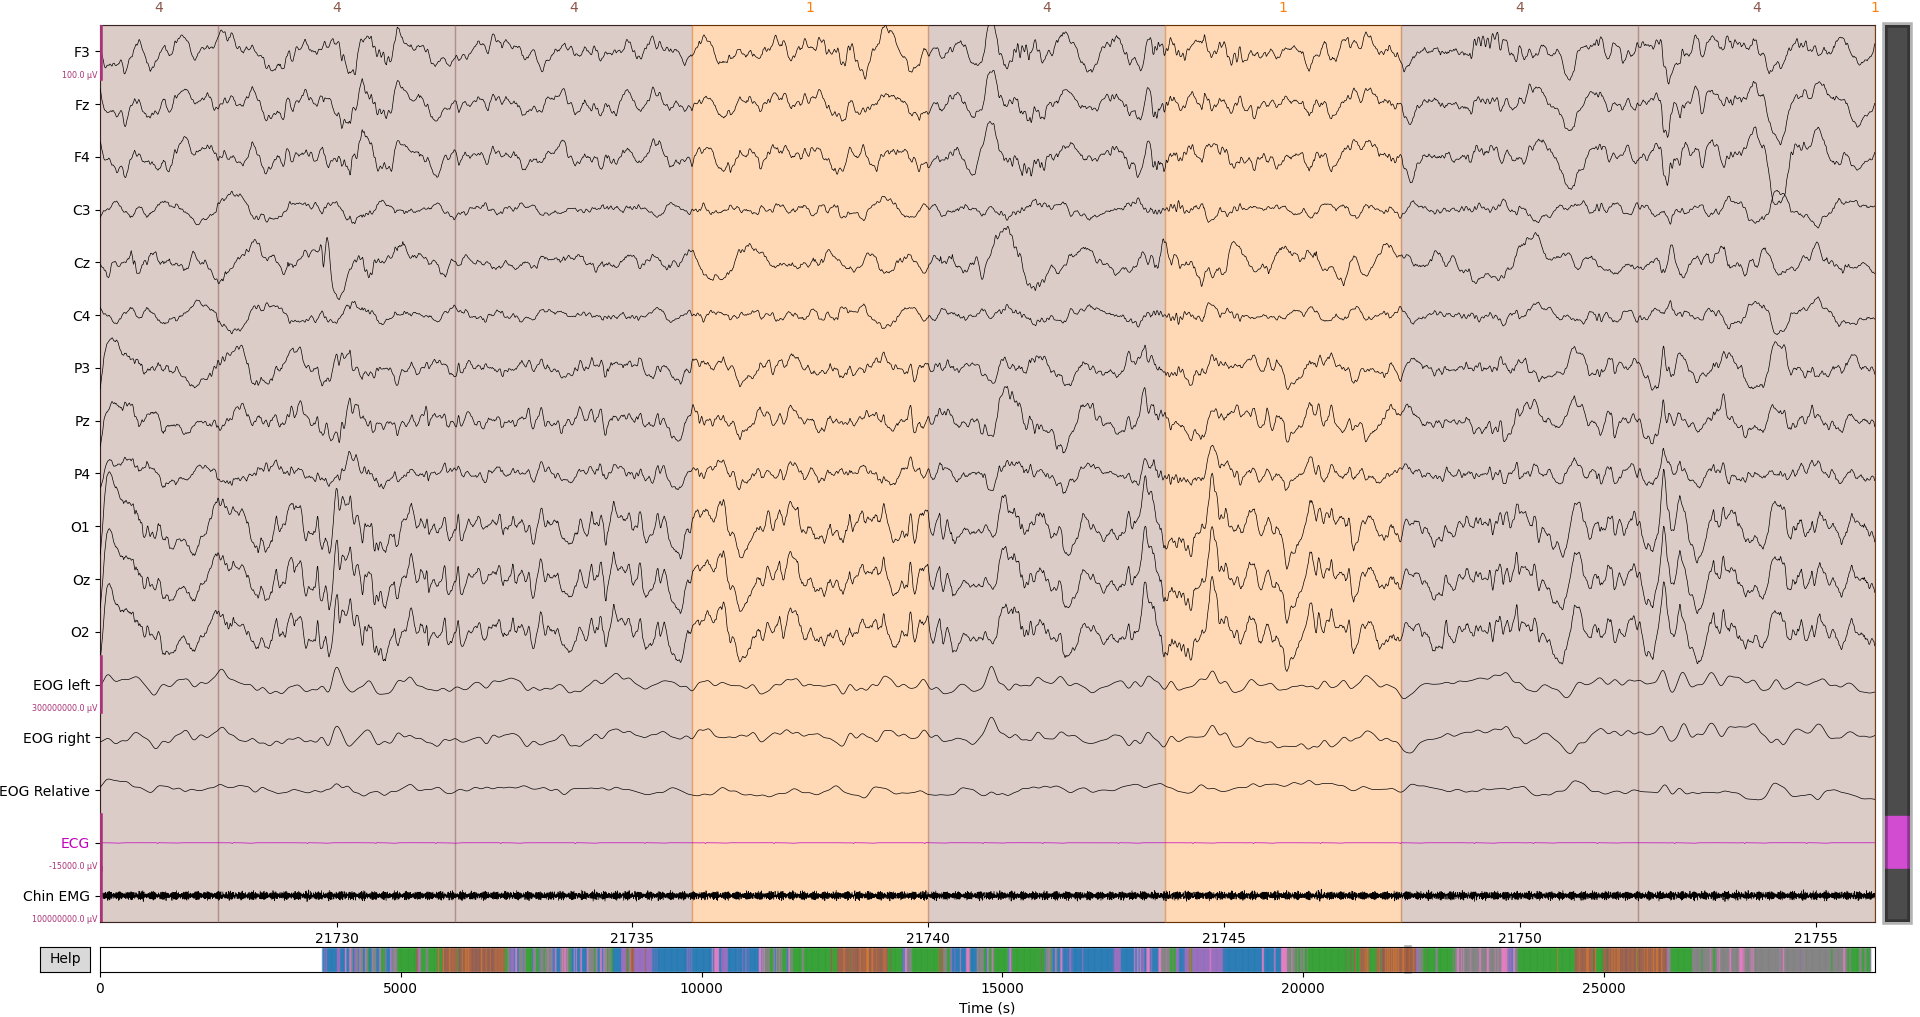 4 4 4 1 4 1 4 4 1
F3
100.0 µV
Fz
F4
C3
Cz
C4
P3
Pz
P4
O1
Oz
O2
EOG left
300000000.0 µV
EOG right
EOG Relative
ECG
-15000.0 µV
Chin EMG
100000000.0 µV
21730 21735 21740 21745 21750 21755
Help
0 5000 10000 15000 20000 25000
Time (s)